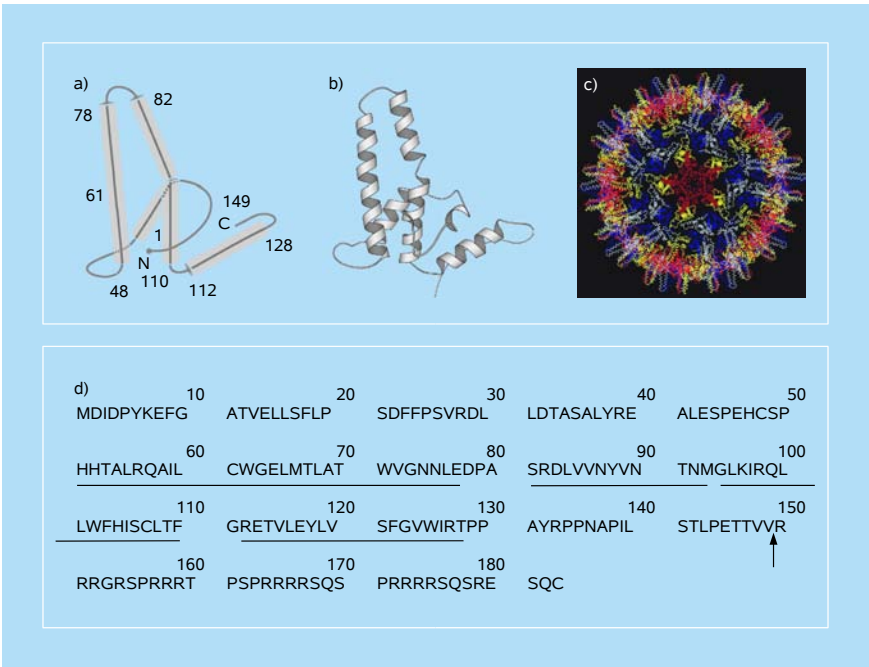 a)
82
78
61
149
C
1
N
128
48
110
112
b)
c)
d)
10 20 30 40 50
MDIDPYKEFG ATVELLSFLP SDFFPSVRDL LDTASALYRE ALESPEHCSP
60 70 80 90 100
HHTALRQAIL CWGELMTLAT WVGNNLEDPA SRDLVVNYVN TNMGLKIRQL
110 120 130 140 150
LWFHISCLTF GRETVLEYLV SFGVWIRTPP AYRPPNAPIL STLPETTVVR
160 170 180
RRGRSPRRRT PSPRRRRSQS PRRRRSQSRE SQC